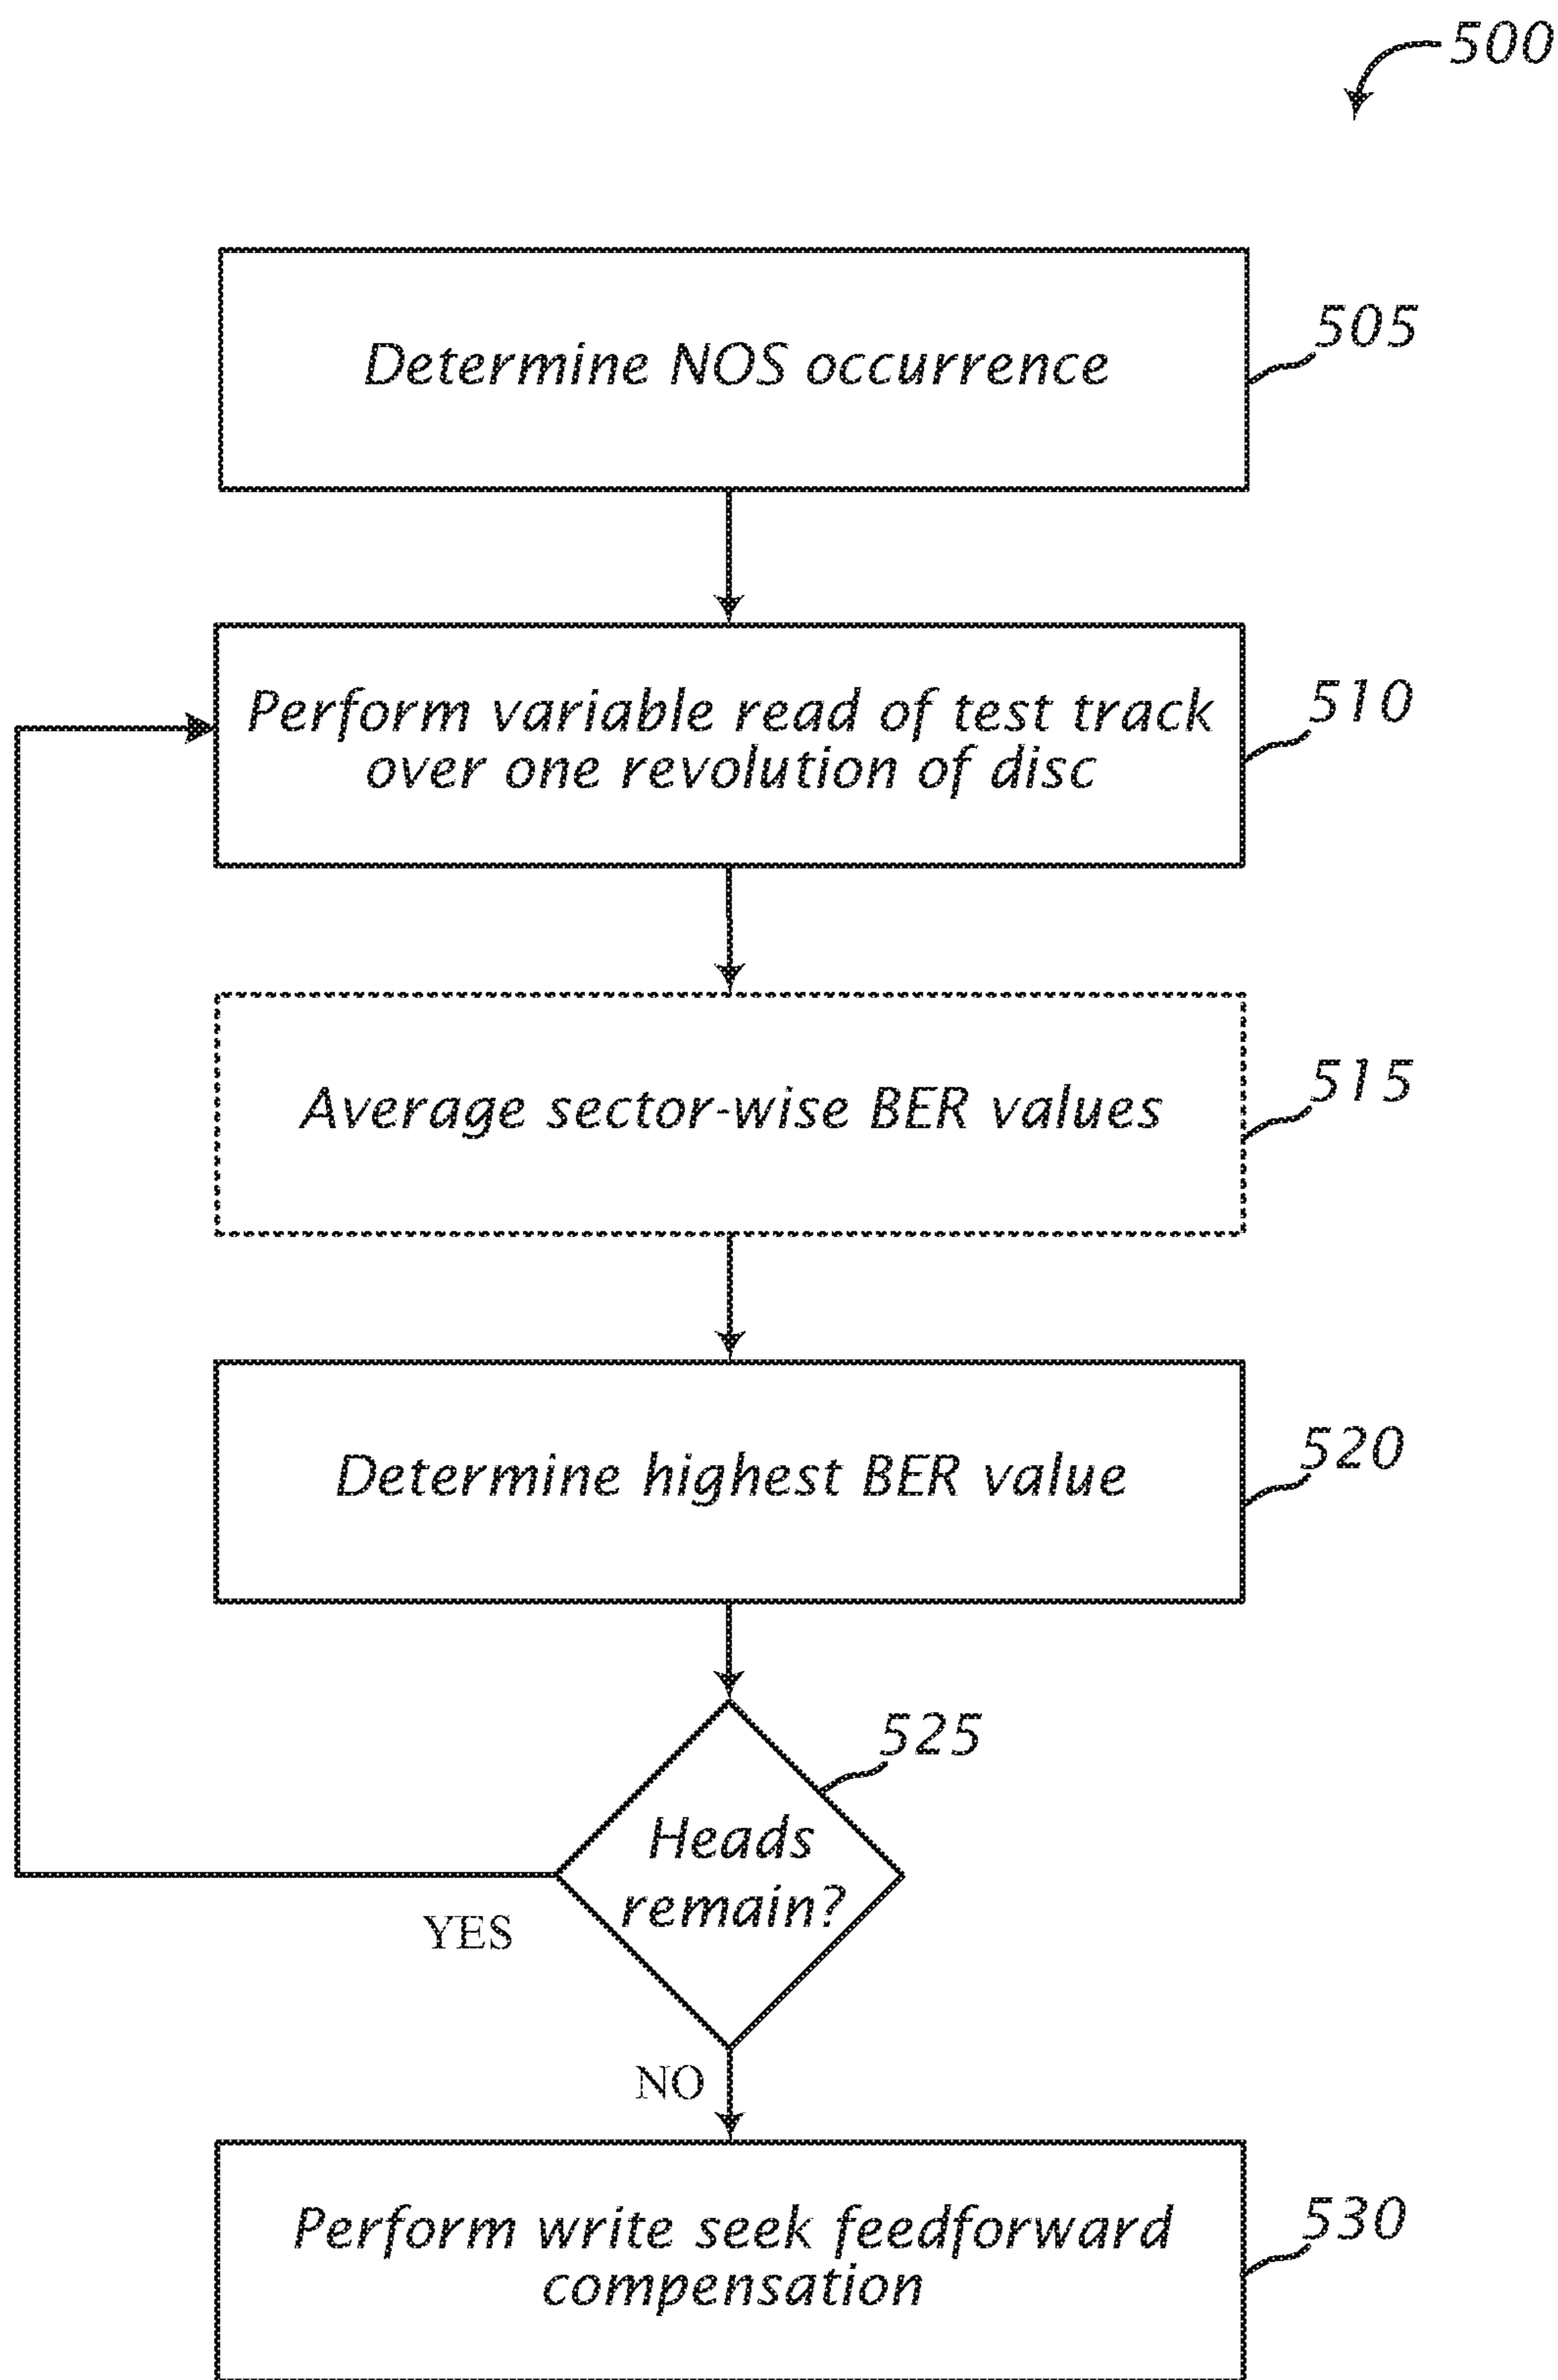 500
Determine NOS occurrence
505
Perform variable read of test track
over one revolution of disc
510
Average sector-wise BER values
515
Determine highest BER value
520
525
Heads
remain?
YES
NO
Perform write seek feedforward
compensation
530